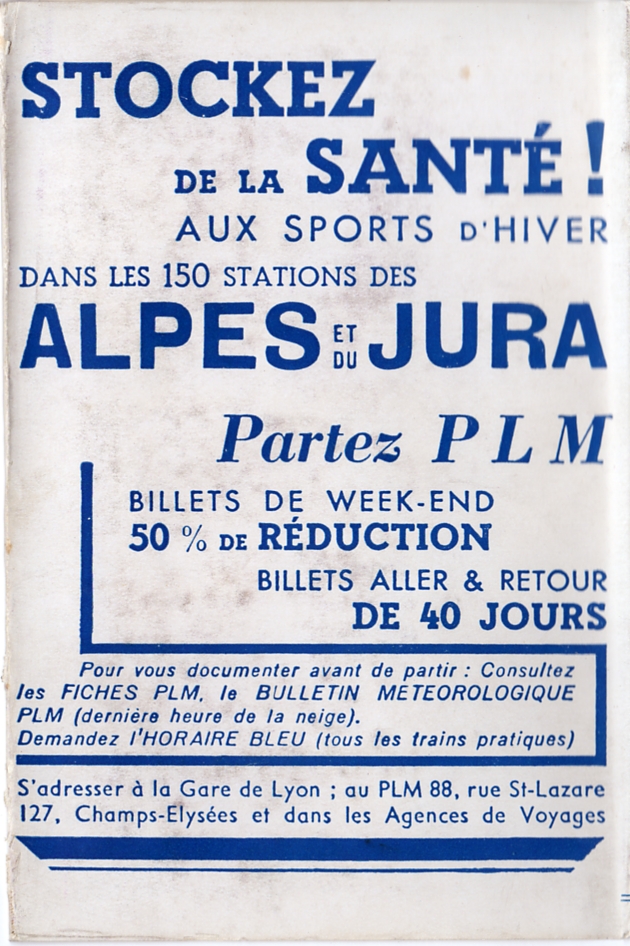 STOCKEZ
DE LA SANTÉ !
AUX SPORTS D'HIVER
DANS LES 150 STATIONS DES
ALPES ET DU JURA
Partez PLM
BILLETS DE WEEK-END
50 % DE RÉDUCTION
BILLETS ALLER & RETOUR
DE 40 JOURS
Pour vous documenter avant de partir : Consultez
les FICHES PLM, le BULLETIN METEOROLOGIQUE
PLM (dernière heure de la neige).
Demandez l'HORAIRE BLEU (tous les trains pratiques)
S'adresser à la Gare de Lyon ; au PLM 88, rue St-Lazare
127, Champs-Elysées et dans les Agences de Voyages